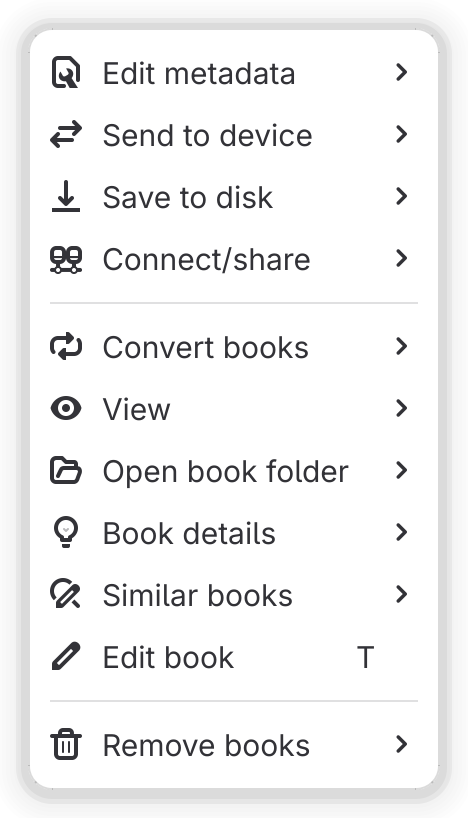 Edit metadata
Send to device
Save to disk
Connect/share
Convert books
View
Open book folder
Book details
Similar books
Edit book T
Remove books